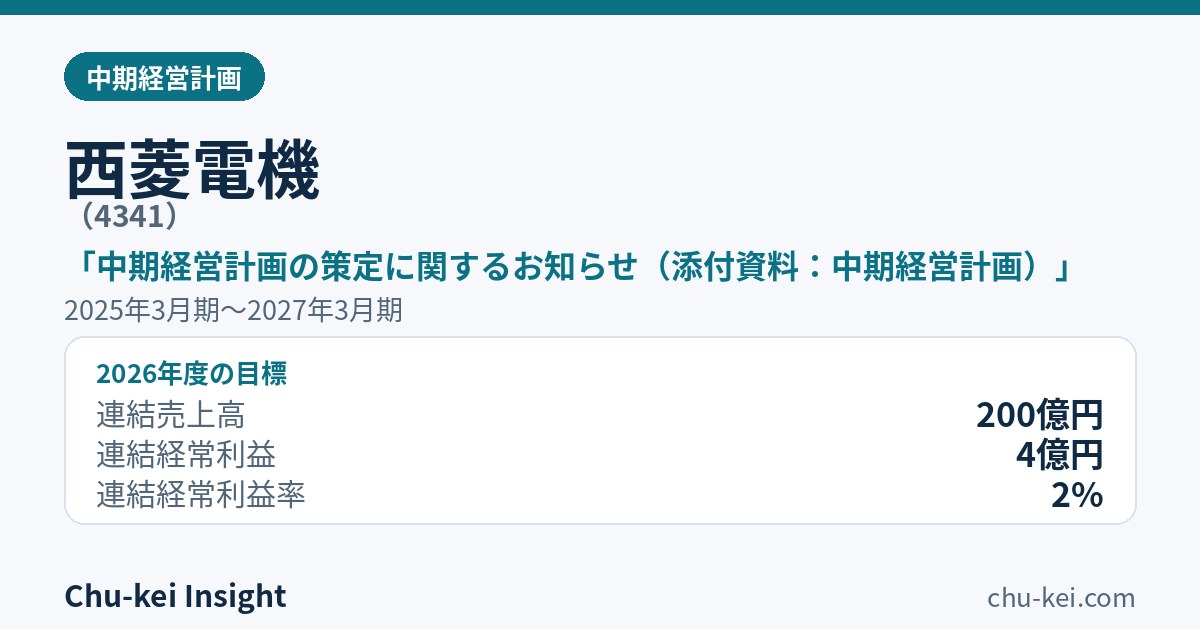 中期経営計画
西菱電機
（4341）
「中期経営計画の策定に関するお知らせ（添付資料：中期経営計画）」
2025年3月期～2027年3月期
2026年度の目標
連結売上高 200億円
連結経常利益 4億円
連結経常利益率 2%
Chu-kei Insight chu-kei.com